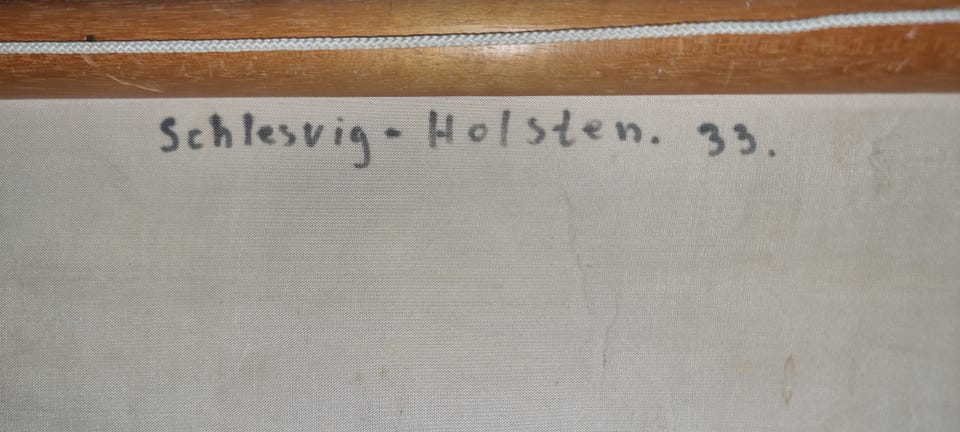 Schlesvig - Holsten. 33.